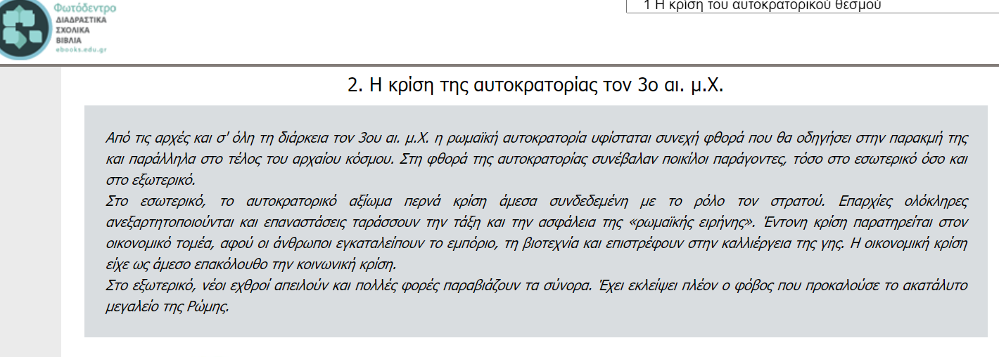 Φωτόδεντρο
ΔΙΑΔΡΑΣΤΙΚΑ
ΣΧΟΛΙΚΑ
ΒΙΒΛΙΑ
ebooks.edu.gr
1 Η κρίση του αυτοκρατορικού θεσμού
2. Η κρίση της αυτοκρατορίας τον 3ο αι. μ.Χ.
Από τις αρχές και σ' όλη τη διάρκεια τον 3ου αι. μ.Χ. η ρωμαϊκή αυτοκρατορία υφίσταται συνεχή φθορά που θα οδηγήσει στην παρακμή της
και παράλληλα στο τέλος του αρχαίου κόσμου. Στη φθορά της αυτοκρατορίας συνέβαλαν ποικίλοι παράγοντες, τόσο στο εσωτερικό όσο και
στο εξωτερικό.
Στο εσωτερικό, το αυτοκρατορικό αξίωμα περνά κρίση άμεσα συνδεδεμένη με το ρόλο τον στρατού. Επαρχίες ολόκληρες
ανεξαρτητοποιούνται και επαναστάσεις ταράσσουν την τάξη και την ασφάλεια της «ρωμαϊκής ειρήνης». Έντονη κρίση παρατηρείται στον
οικονομικό τομέα, αφού οι άνθρωποι εγκαταλείπουν το εμπόριο, τη βιοτεχνία και επιστρέφουν στην καλλιέργεια της γης. Η οικονομική κρίση
είχε ως άμεσο επακόλουθο την κοινωνική κρίση.
Στο εξωτερικό, νέοι εχθροί απειλούν και πολλές φορές παραβιάζουν τα σύνορα. Έχει εκλείψει πλέον ο φόβος που προκαλούσε το ακατάλυτο
μεγαλείο της Ρώμης.